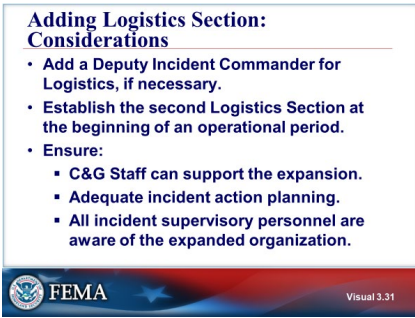 Adding Logistics Section:
Considerations
• Add a Deputy Incident Commander for
Logistics, if necessary.
• Establish the second Logistics Section at
the beginning of an operational period.
• Ensure:
▪ C&G Staff can support the expansion.
▪ Adequate incident action planning.
▪ All incident supervisory personnel are
aware of the expanded organization.
FEMA
Visual 3.31